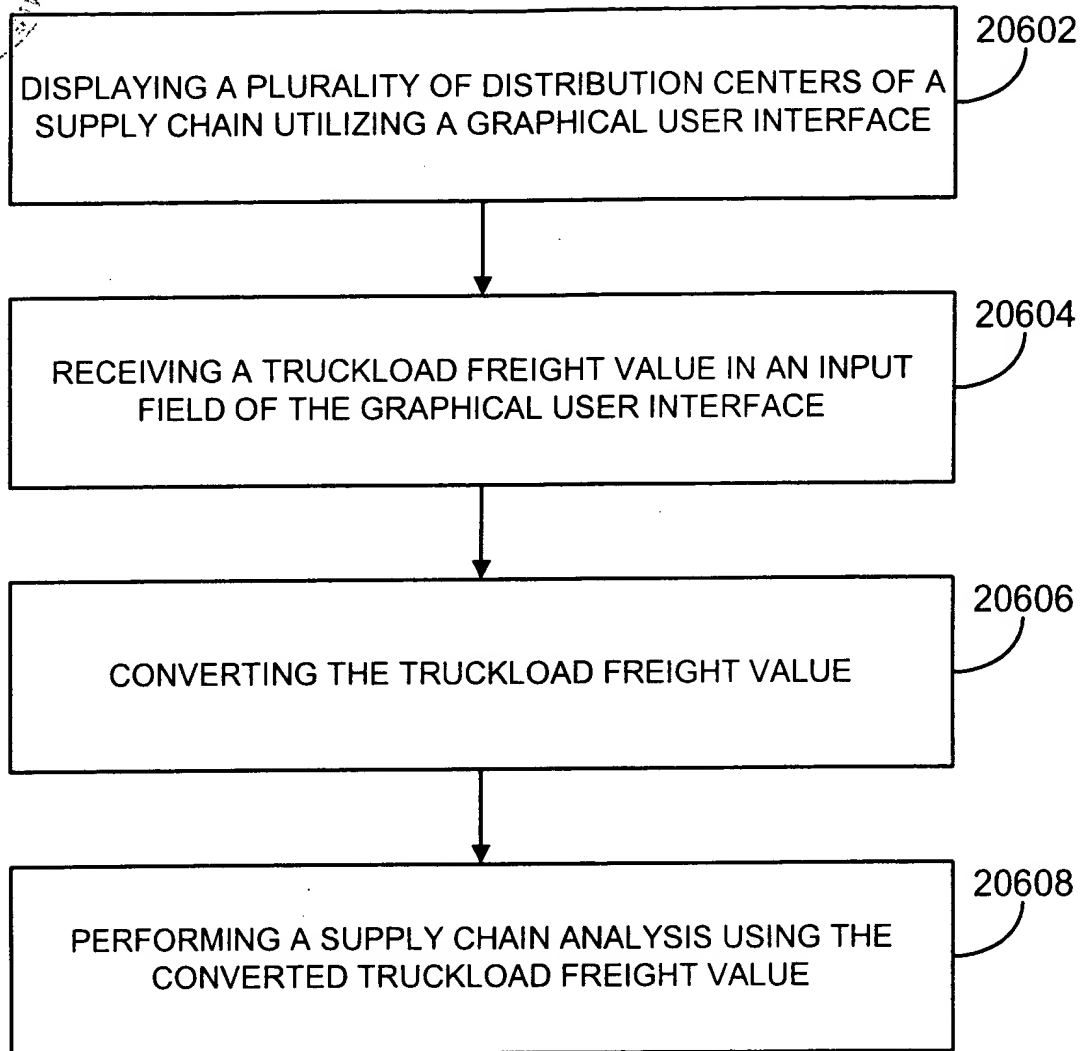 20602
DISPLAYING A PLURALITY OF DISTRIBUTION CENTERS OF A
SUPPLY CHAIN UTILIZING A GRAPHICAL USER INTERFACE
20604
RECEIVING A TRUCKLOAD FREIGHT VALUE IN AN INPUT
FIELD OF THE GRAPHICAL USER INTERFACE
20606
CONVERTING THE TRUCKLOAD FREIGHT VALUE
20608
PERFORMING A SUPPLY CHAIN ANALYSIS USING THE
CONVERTED TRUCKLOAD FREIGHT VALUE